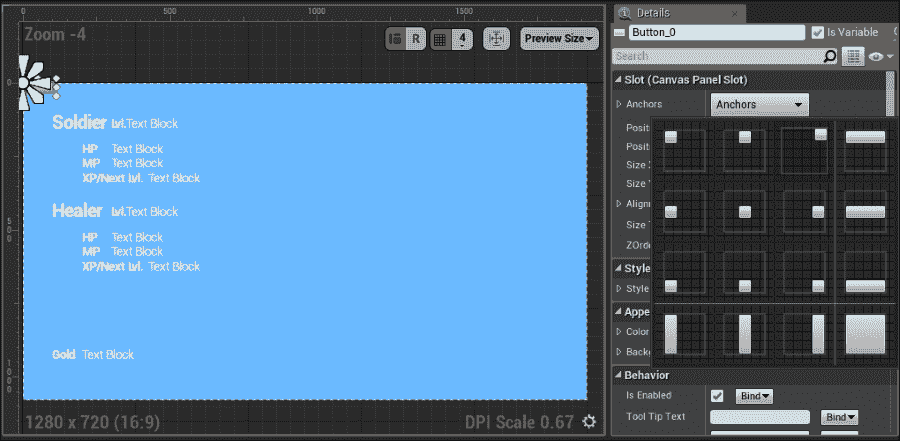 0 500 1000 1500
Zoom -4
R 4 Preview Size
0
Soldier Lvl. Text Block
HP Text Block
MP Text Block
XP/Next Lvl. Text Block
500
Healer Lvl. Text Block
HP Text Block
MP Text Block
XP/Next Lvl. Text Block
Gold Text Block
1000
1280 x 720 (16:9)
DPI Scale 0.67
Details
Button_0 Is Variable
Search
Slot (Canvas Panel Slot)
Anchors Anchors
Posit
Posit
Size
Size
Alignm
Size T
ZOrde
Style
Style
Appe
Color
Backg
Behavior
Is Enabled Bind
Tool Tip Text Bind